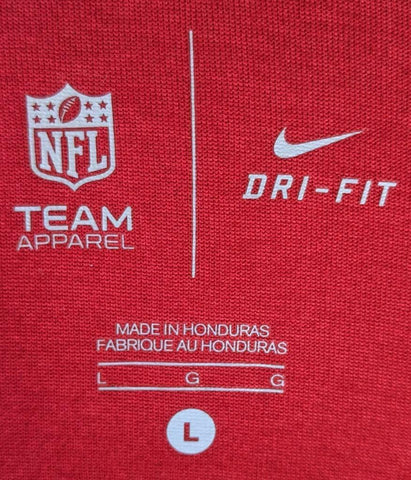 NFL
TEAM
APPAREL
DRI-FIT
MADE IN HONDURAS
FABRIQUE AU HONDURAS
L G G
L